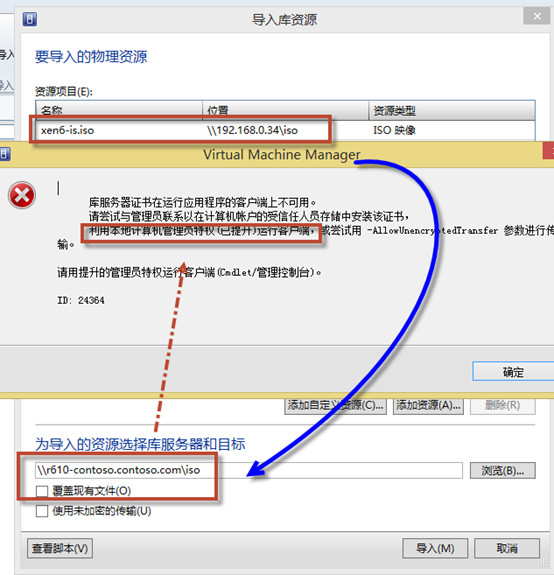 导入库资源
要导入的物理资源
资源项目(E):
名称 位置 资源类型
xen6-is.iso \\192.168.0.34\iso ISO 映像
Virtual Machine Manager
库服务器证书在运行应用程序的客户端上不可用。
请尝试与管理员联系以在计算机帐户的受信任人员存储中安装该证书,
利用本地计算机管理员特权(已提升)运行客户端, 或尝试用 -AllowUnencryptedTransfer 参数进行传
输。
请用提升的管理员特权运行客户端(Cmdlet/管理控制台)。
ID: 24364
确定
添加自定义资源(C)... 添加资源(A)... 删除(R)
为导入的资源选择库服务器和目标
\\r610-contoso.contoso.com\iso 浏览(B)...
覆盖现有文件(O)
使用未加密的传输(U)
查看脚本(V) 导入(M) 取消